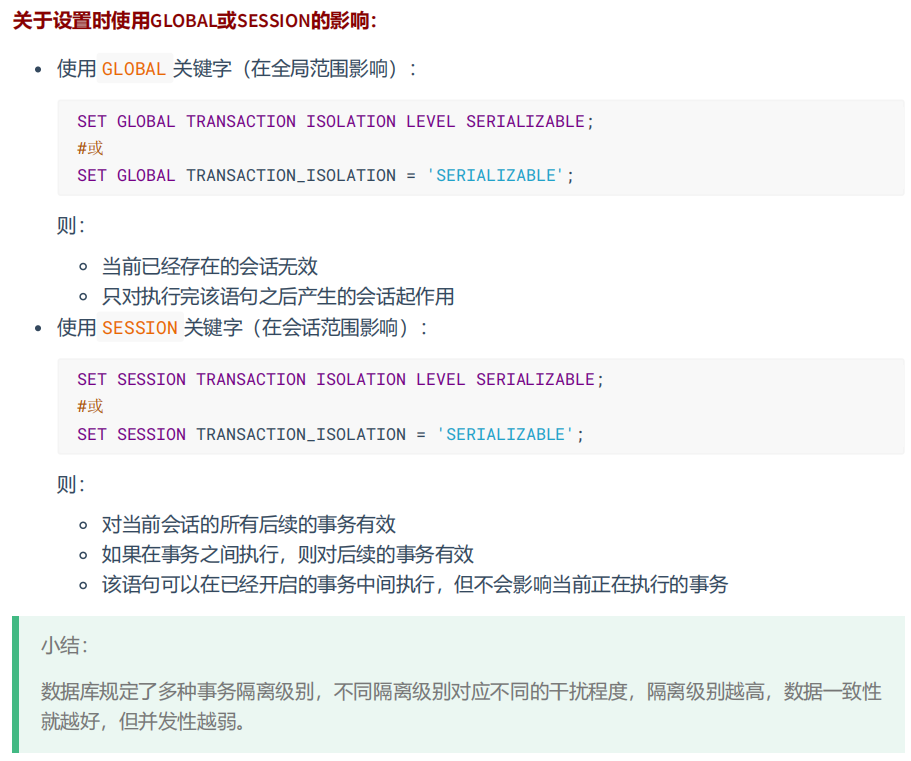 关于设置时使用GLOBAL或SESSION的影响：
使用 GLOBAL 关键字（在全局范围影响）：
SET GLOBAL TRANSACTION ISOLATION LEVEL SERIALIZABLE;
#或
SET GLOBAL TRANSACTION_ISOLATION = 'SERIALIZABLE';
则：
当前已经存在的会话无效
只对执行完该语句之后产生的会话起作用
使用 SESSION 关键字（在会话范围影响）：
SET SESSION TRANSACTION ISOLATION LEVEL SERIALIZABLE;
#或
SET SESSION TRANSACTION_ISOLATION = 'SERIALIZABLE';
则：
对当前会话的所有后续的事务有效
如果在事务之间执行，则对后续的事务有效
该语句可以在已经开启的事务中间执行，但不会影响当前正在执行的事务
小结：
数据库规定了多种事务隔离级别，不同隔离级别对应不同的干扰程度，隔离级别越高，数据一致性
就越好，但并发性越弱。